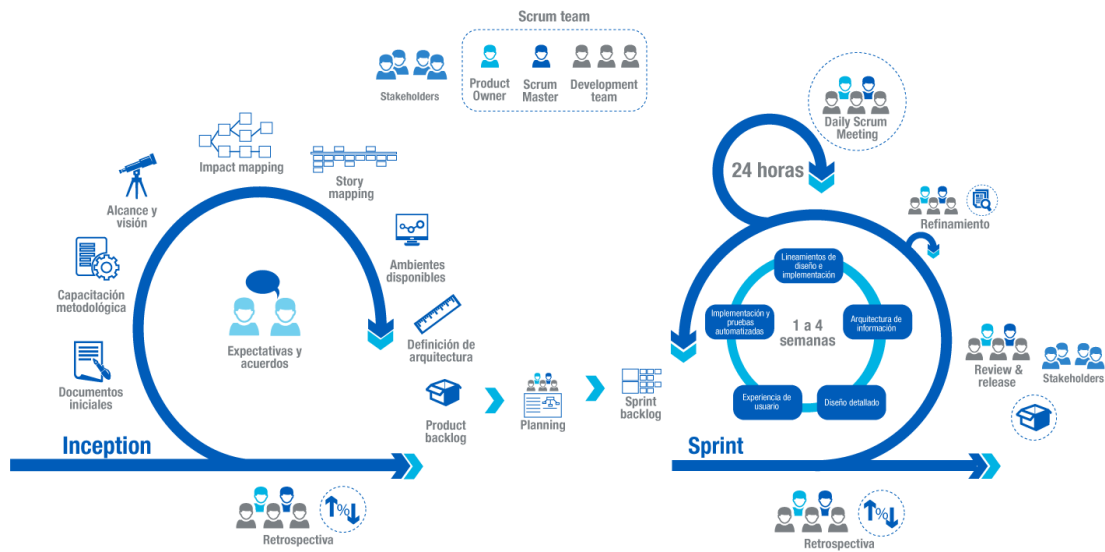 Scrum team
Stakeholders
Product
Owner
Scrum
Master
Development
team
Impact mapping
Story
mapping
Alcance y
visión
Capacitación
metodológica
Documentos
iniciales
Expectativas y
acuerdos
Ambientes
disponibles
Definición de
arquitectura
Inception
Retrospectiva
%
Product
backlog
Planning
Sprint
backlog
Daily Scrum
Meeting
24 horas
Refinamiento
Lineamientos de
diseño e
implementación
Implementación y
pruebas
automatizadas
1 a 4
semanas
Arquitectura de
información
Experiencia de
usuario
Diseño detallado
Review &
release
Stakeholders
Sprint
Retrospectiva
%